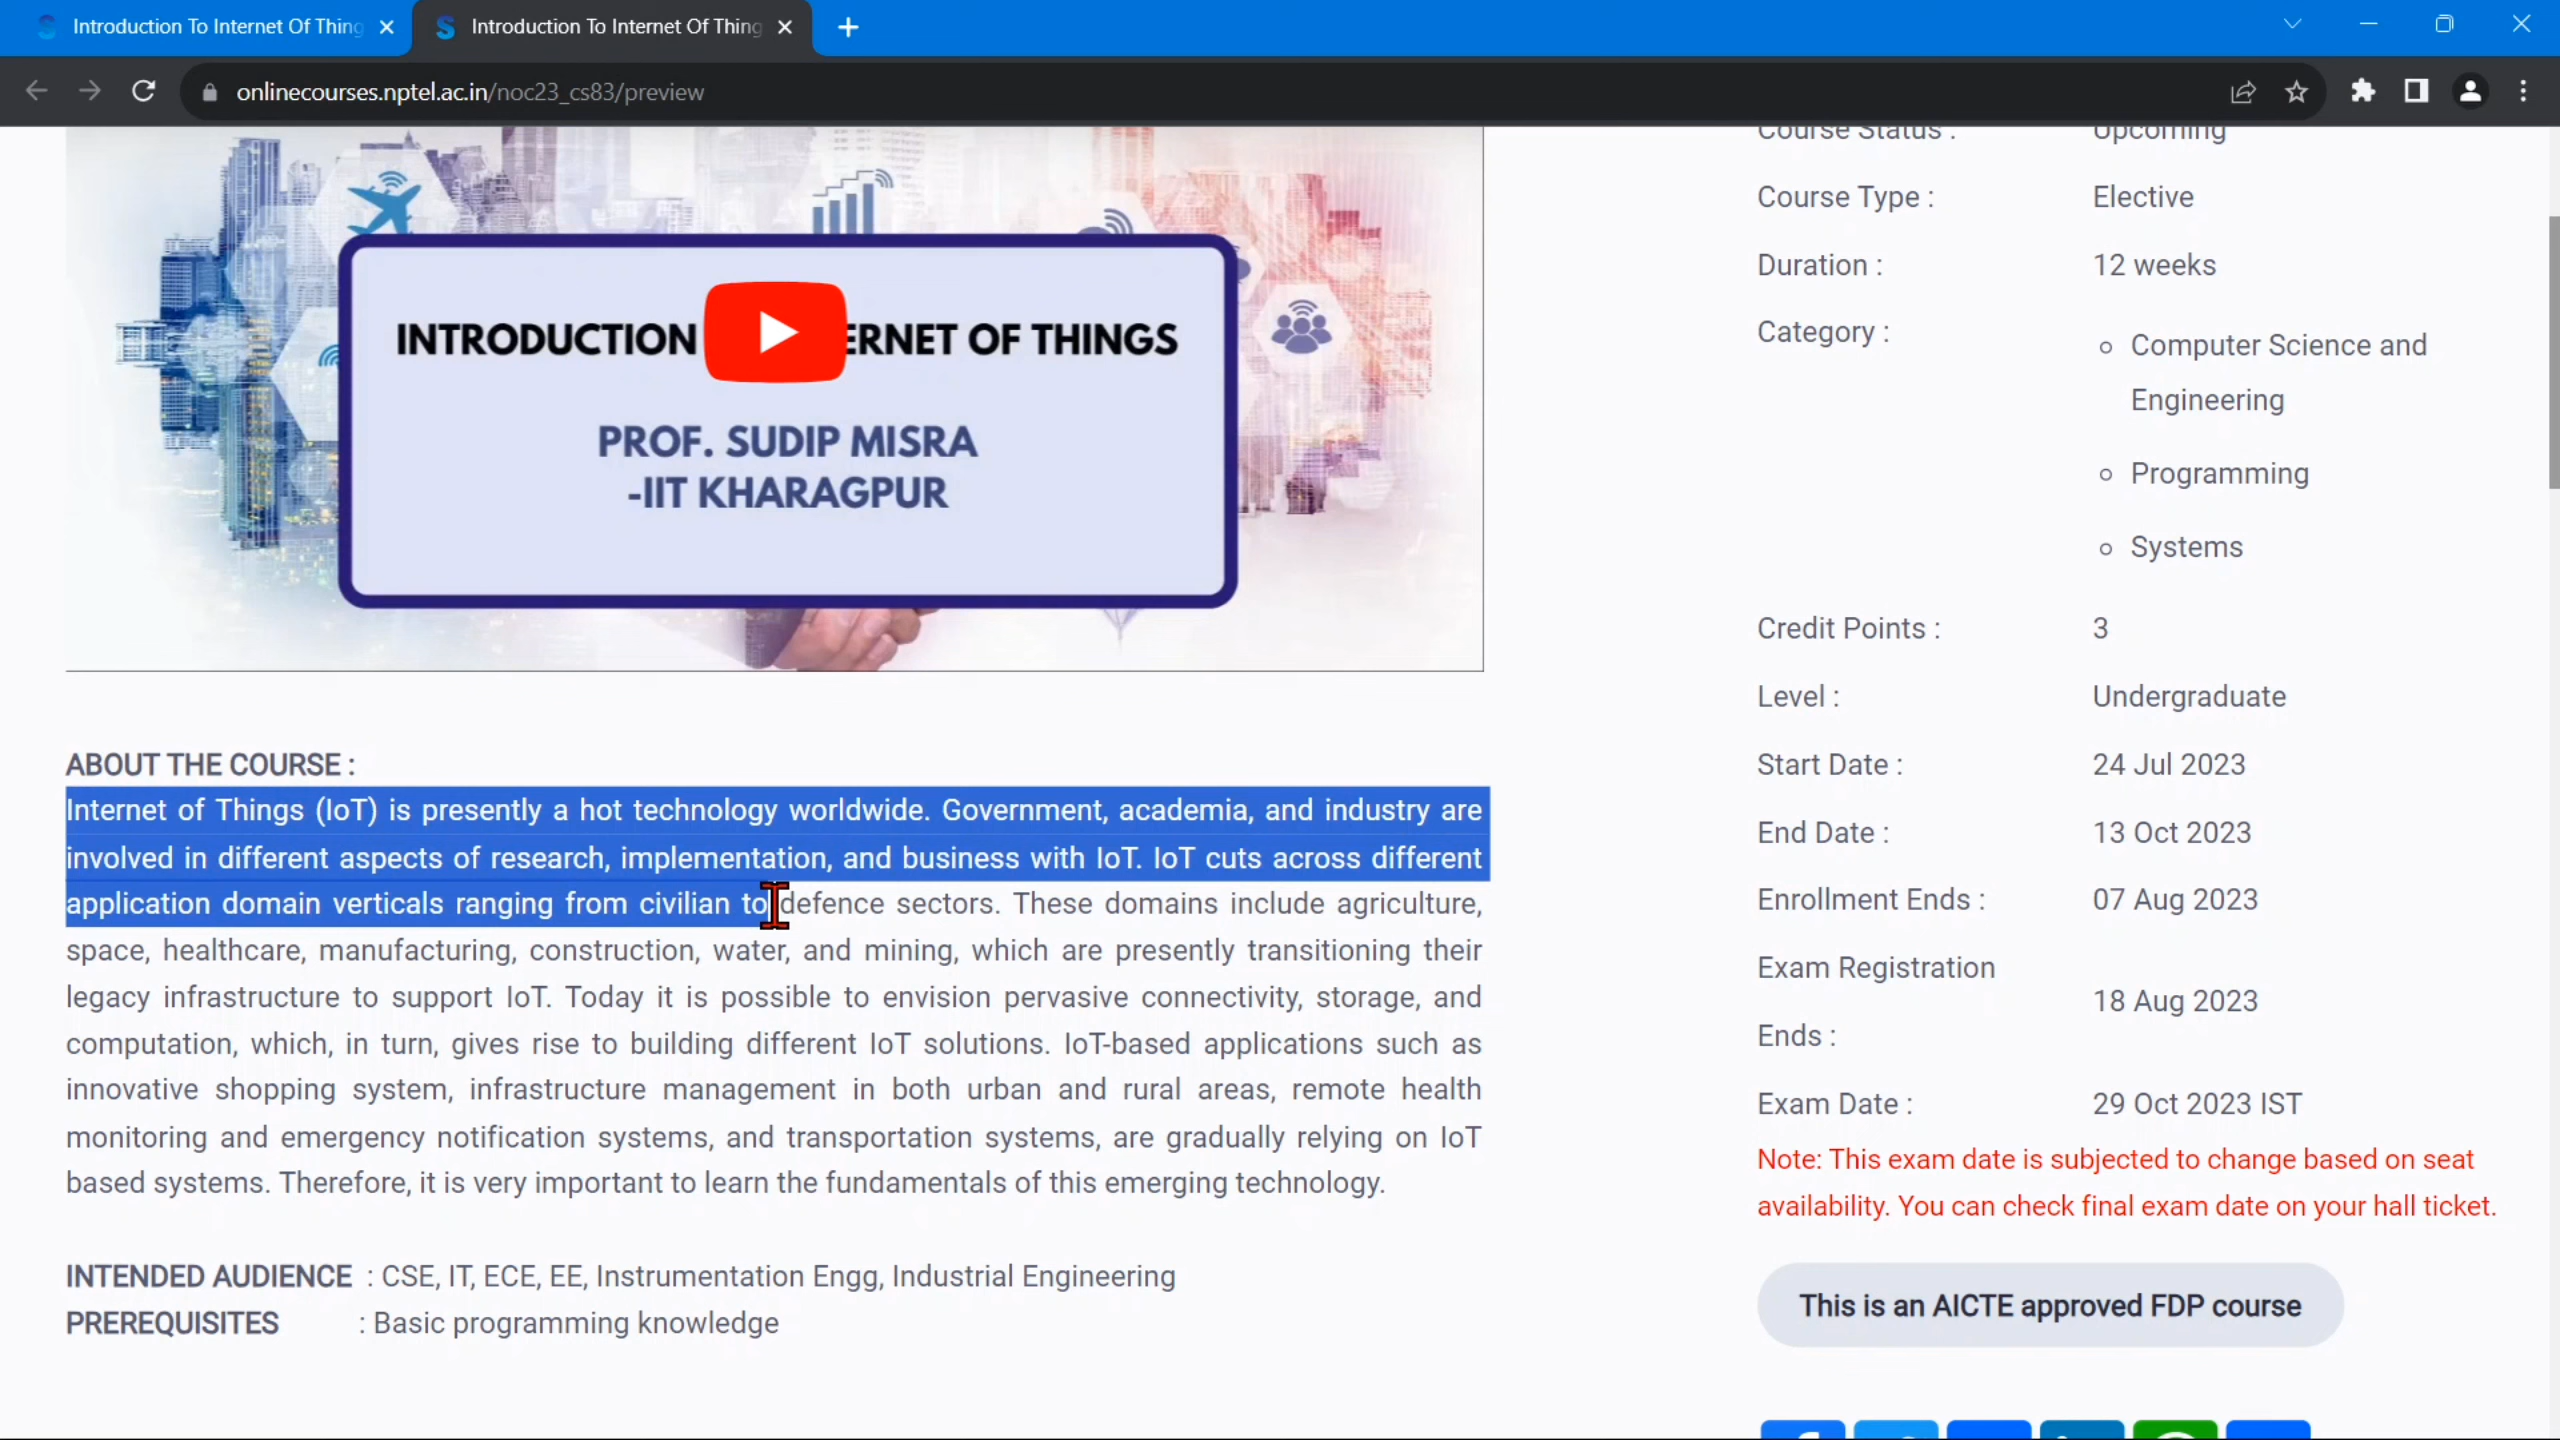 Introduction To Internet Of Thing
Introduction To Internet Of Thing
onlinecourses.nptel.ac.in/noc23_cs83/preview
INTRODUCTION ERNET OF THINGS
PROF. SUDIP MISRA
-IIT KHARAGPUR
ABOUT THE COURSE :
Internet of Things (IoT) is presently a hot technology worldwide. Government, academia, and industry are
involved in different aspects of research, implementation, and business with IoT. IoT cuts across different
application domain verticals ranging from civilian to defence sectors. These domains include agriculture,
space, healthcare, manufacturing, construction, water, and mining, which are presently transitioning their
legacy infrastructure to support IoT. Today it is possible to envision pervasive connectivity, storage, and
computation, which, in turn, gives rise to building different IoT solutions. IoT-based applications such as
innovative shopping system, infrastructure management in both urban and rural areas, remote health
monitoring and emergency notification systems, and transportation systems, are gradually relying on IoT
based systems. Therefore, it is very important to learn the fundamentals of this emerging technology.
INTENDED AUDIENCE : CSE, IT, ECE, EE, Instrumentation Engg, Industrial Engineering
PREREQUISITES : Basic programming knowledge
Course Status : Upcoming
Course Type : Elective
Duration : 12 weeks
Category :
Computer Science and
Engineering
Programming
Systems
Credit Points : 3
Level : Undergraduate
Start Date : 24 Jul 2023
End Date : 13 Oct 2023
Enrollment Ends : 07 Aug 2023
Exam Registration
18 Aug 2023
Ends :
Exam Date : 29 Oct 2023 IST
Note: This exam date is subjected to change based on seat
availability. You can check final exam date on your hall ticket.
This is an AICTE approved FDP course